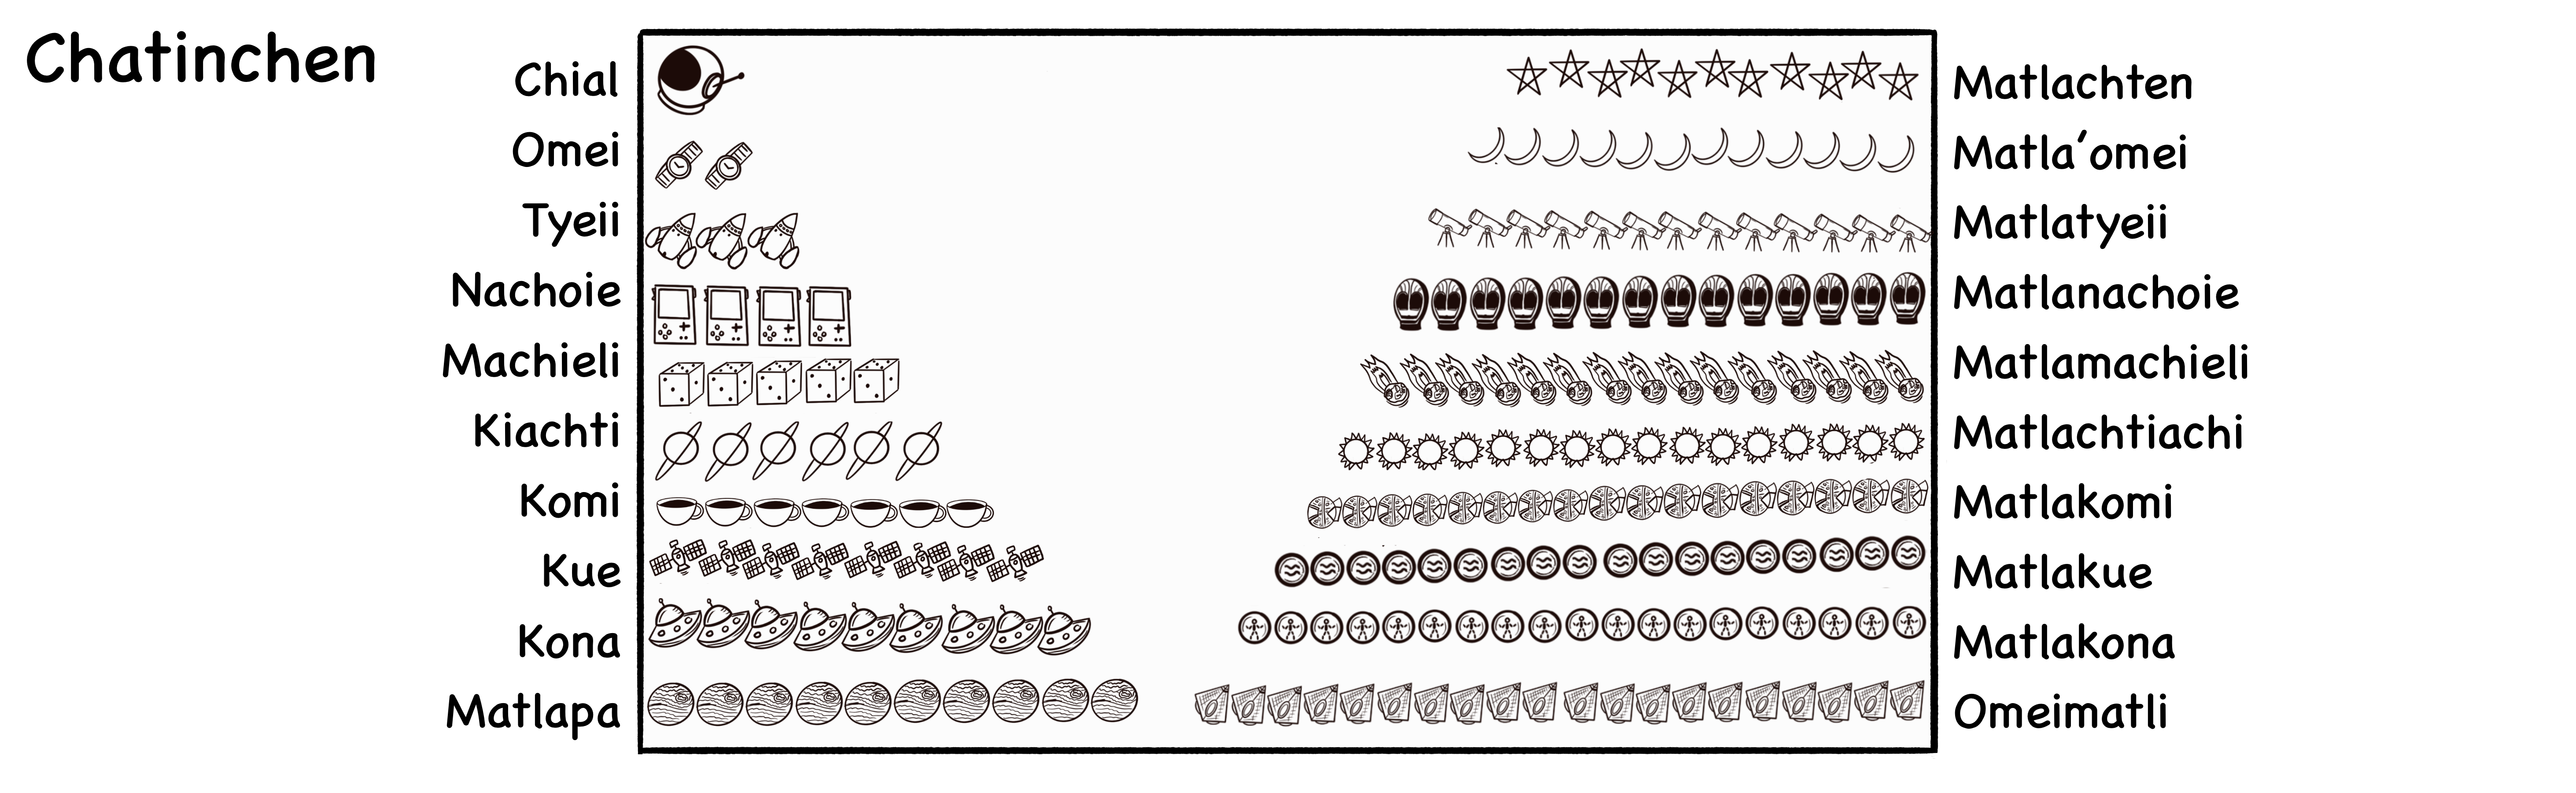 Chatinchen
Chial
Omei
Tyeii
Nachoie
Machieli
Kiachti
Komi
Kue
Kona
Matlapa
Matlachten
Matla’omei
Matlatyeii
Matlanachoie
Matlamachieli
Matlachtiachi
Matlakomi
Matlakue
Matlakona
Omeimatli